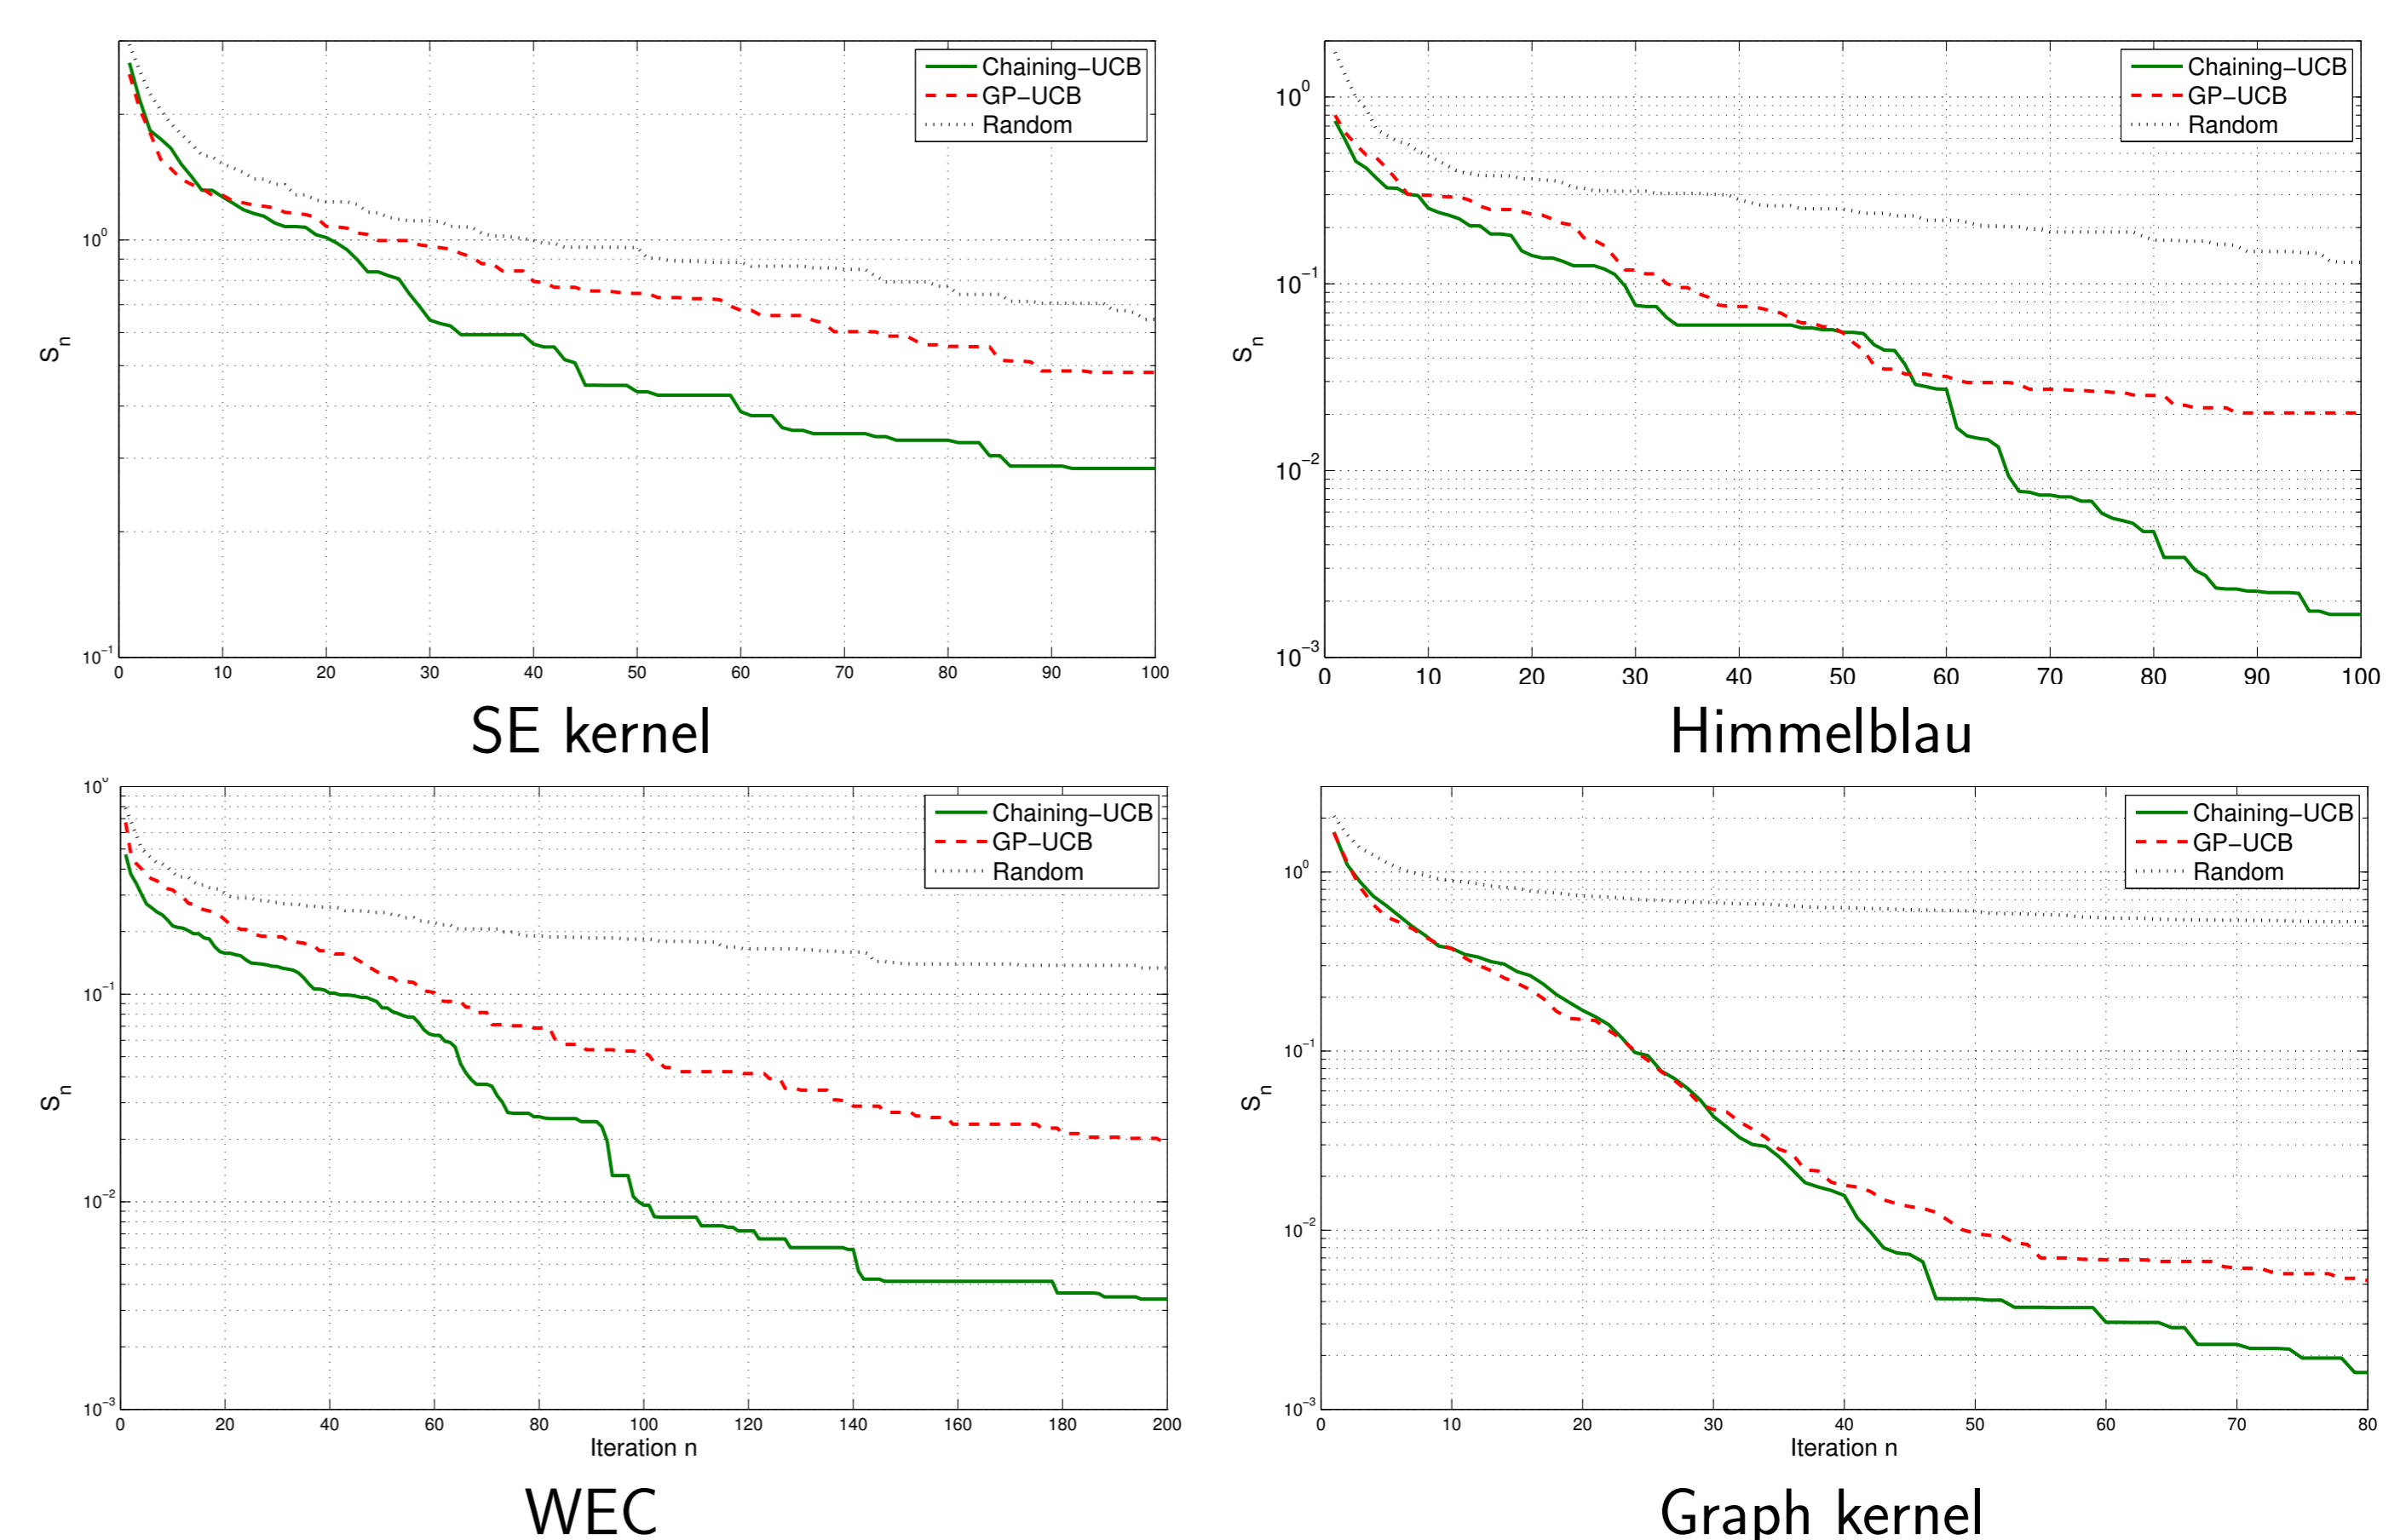 Chaining–UCB
GP–UCB
Random
10^0
10^−1
S_n
0 10 20 30 40 50 60 70 80 90 100
SE kernel
Chaining–UCB
GP–UCB
Random
10^0
10^−1
10^−2
10^−3
S_n
0 10 20 30 40 50 60 70 80 90 100
Himmelblau
Chaining–UCB
GP–UCB
Random
10^0
10^−1
10^−2
10^−3
S_n
0 20 40 60 80 100 120 140 160 180 200
Iteration n
WEC
Chaining–UCB
GP–UCB
Random
10^0
10^−1
10^−2
10^−3
S_n
0 10 20 30 40 50 60 70 80
Iteration n
Graph kernel